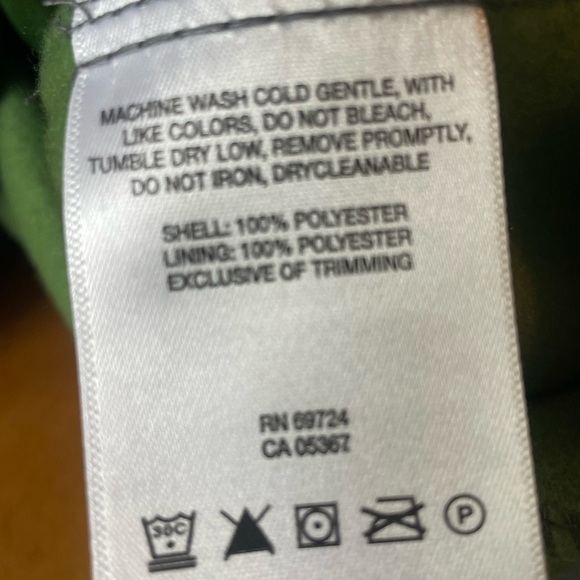 MACHINE WASH COLD GENTLE, WITH
LIKE COLORS, DO NOT BLEACH,
TUMBLE DRY LOW, REMOVE PROMPTLY,
DO NOT IRON, DRYCLEANABLE
SHELL: 100% POLYESTER
LINING: 100% POLYESTER
EXCLUSIVE OF TRIMMING
RN 69724
CA 05367
30C
P